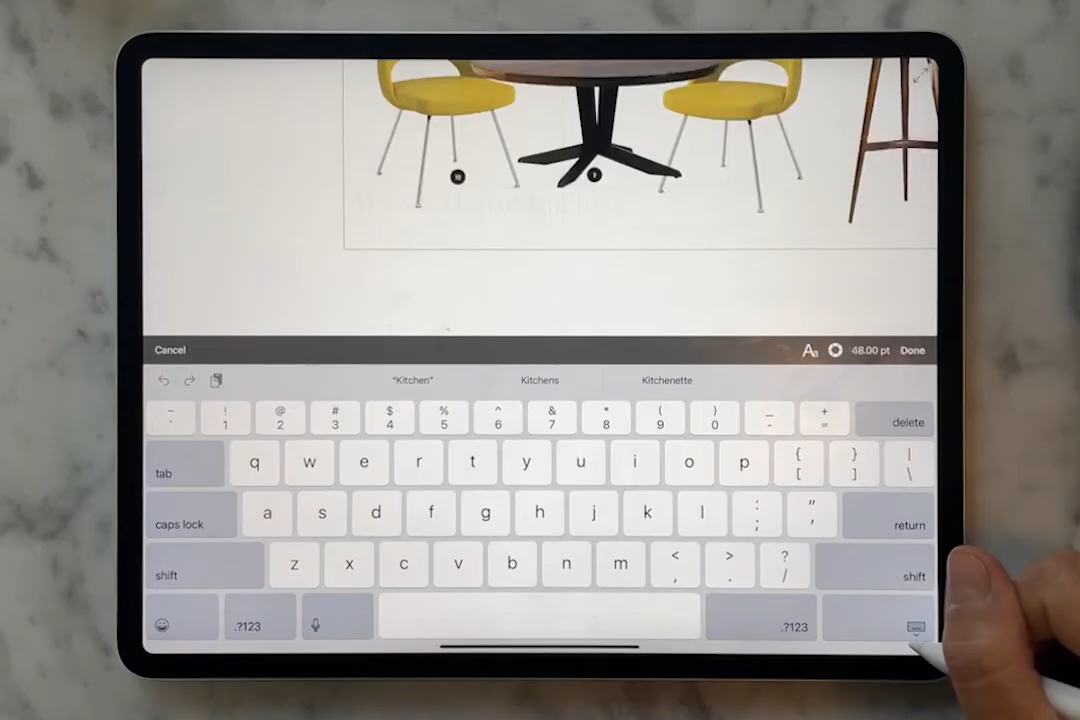 Cancel Aa 48.00 pt Done
"Kitchen" Kitchens Kitchenette
~ ! @ # $ % ^ & * ( ) _ +
` 1 2 3 4 5 6 7 8 9 0 - = delete
tab q w e r t y u i o p { [ } ] | \
caps lock a s d f g h j k l : ; " ' return
shift z x c v b n m < , > . ? / shift
.?123 .?123